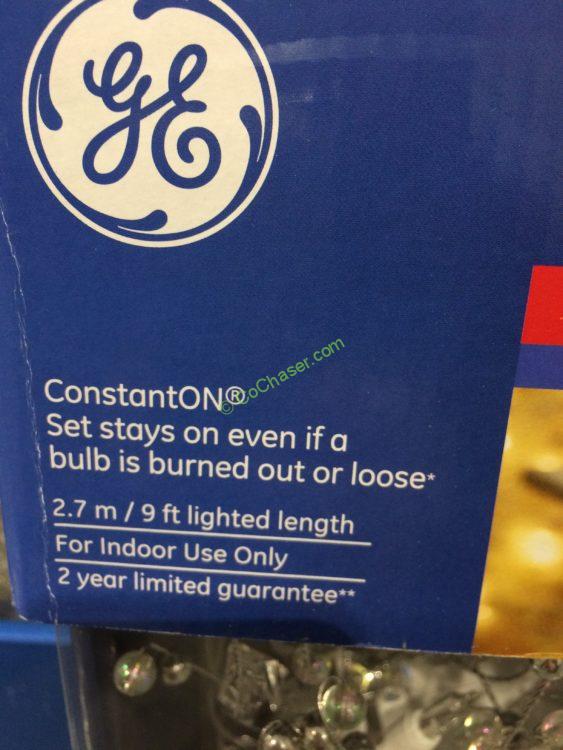 GE
ConstantON®
Set stays on even if a
bulb is burned out or loose*
2.7 m / 9 ft lighted length
For Indoor Use Only
2 year limited guarantee**
©CoChaser.com